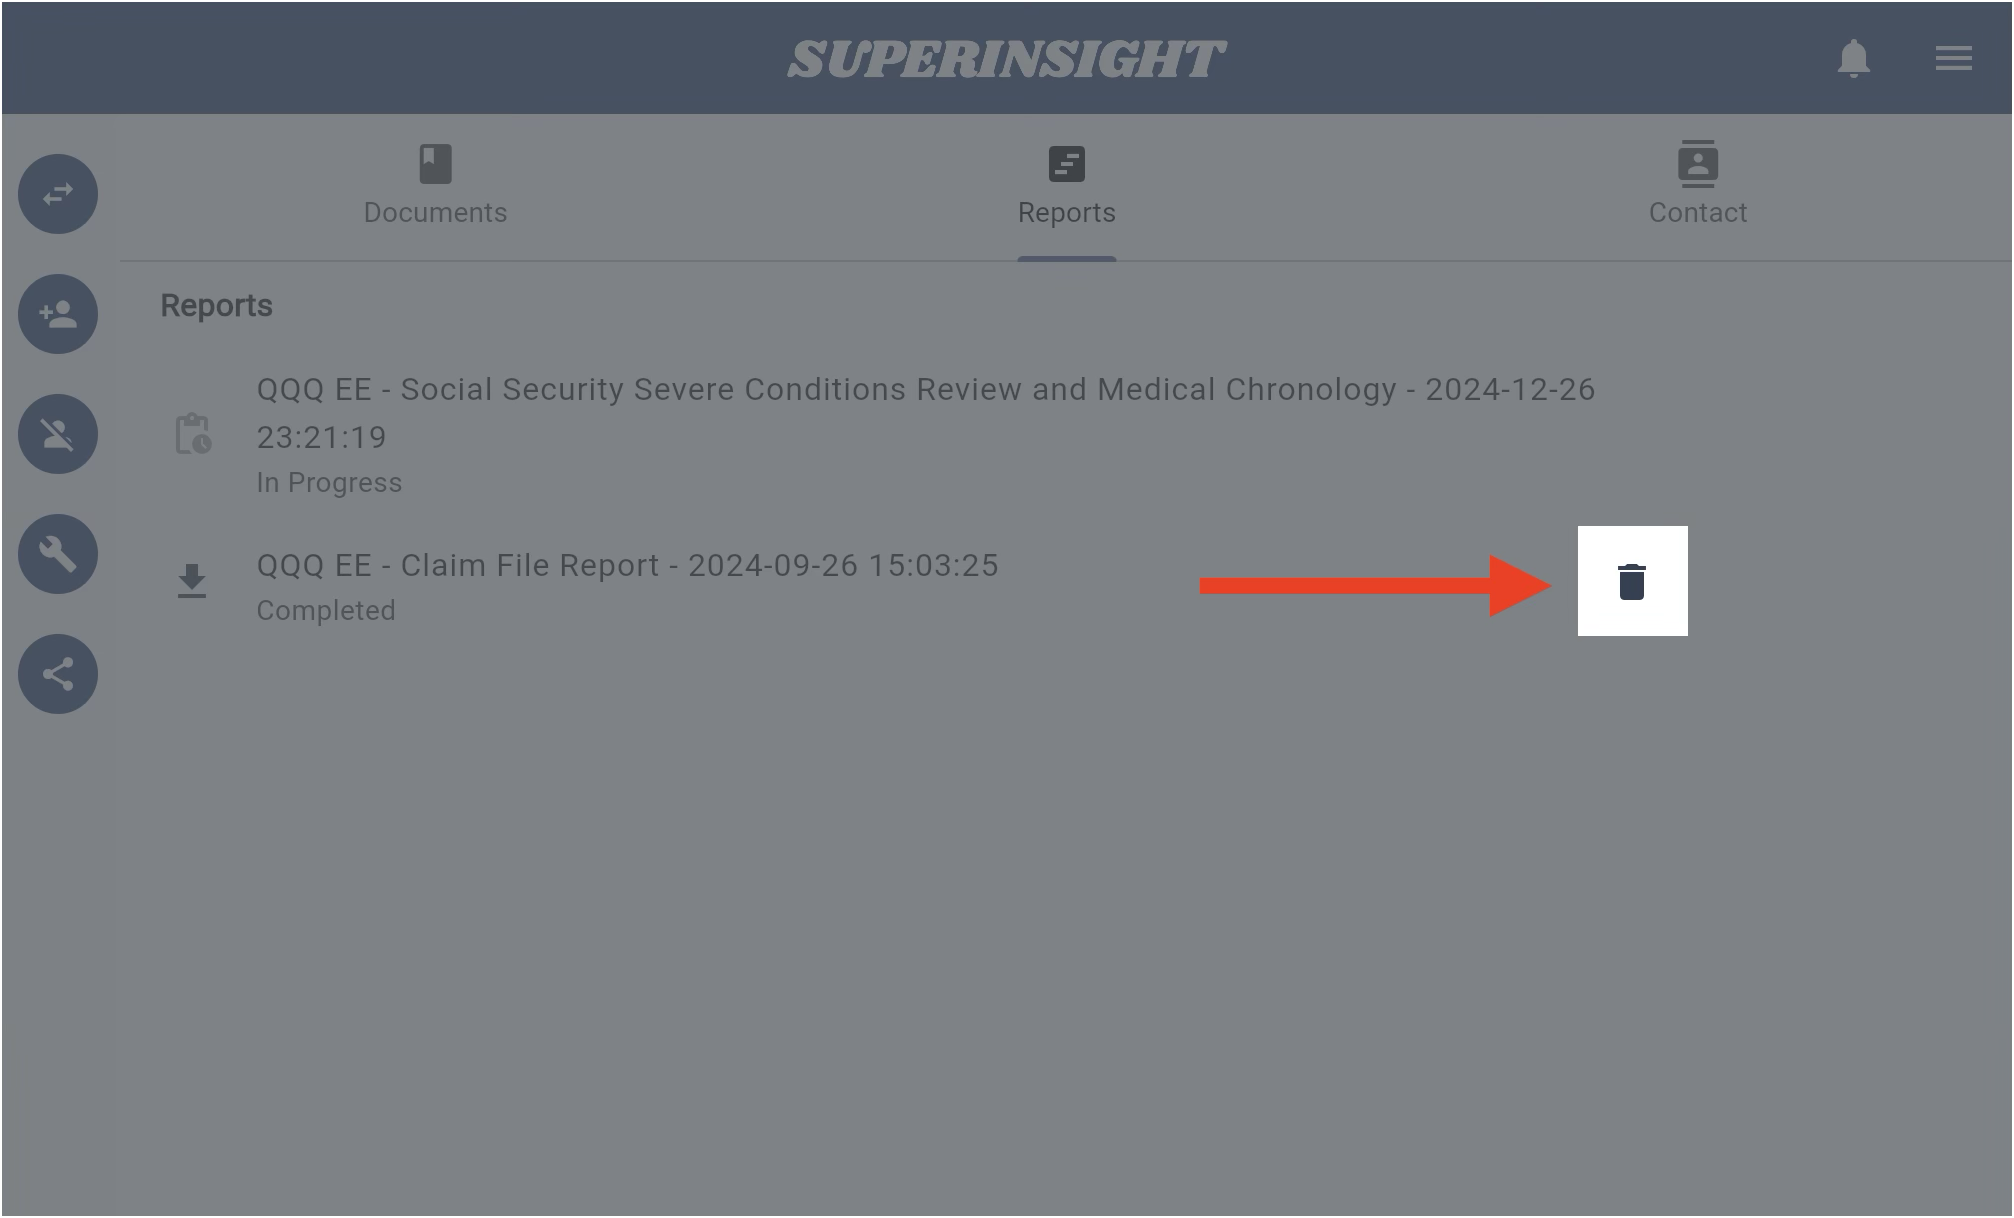 SUPERINSIGHT
Documents
Reports
Contact
Reports
QQQ EE - Social Security Severe Conditions Review and Medical Chronology - 2024-12-26
23:21:19
In Progress
QQQ EE - Claim File Report - 2024-09-26 15:03:25
Completed